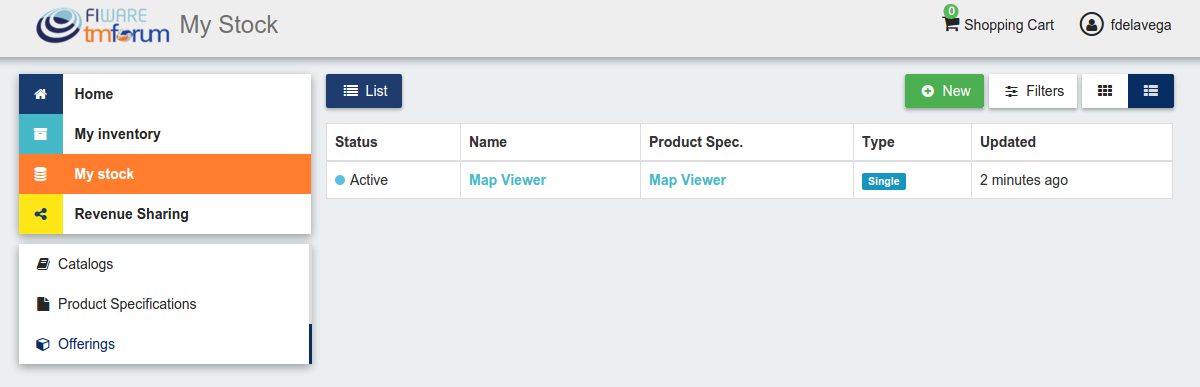 FIWARE
tmforum
My Stock
0
Shopping Cart
fdelavega
Home
My inventory
My stock
Revenue Sharing
Catalogs
Product Specifications
Offerings
List
New
Filters
Status Name Product Spec. Type Updated
Active Map Viewer Map Viewer Single 2 minutes ago